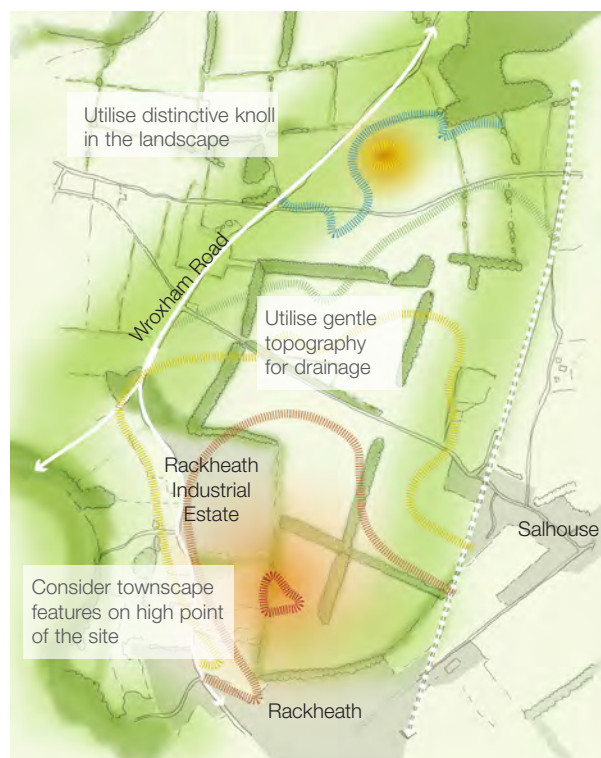 Utilise distinctive knoll
in the landscape
Wroxham Road
Utilise gentle
topography
for drainage
Rackheath
Industrial
Estate
Salhouse
Consider townscape
features on high point
of the site
Rackheath